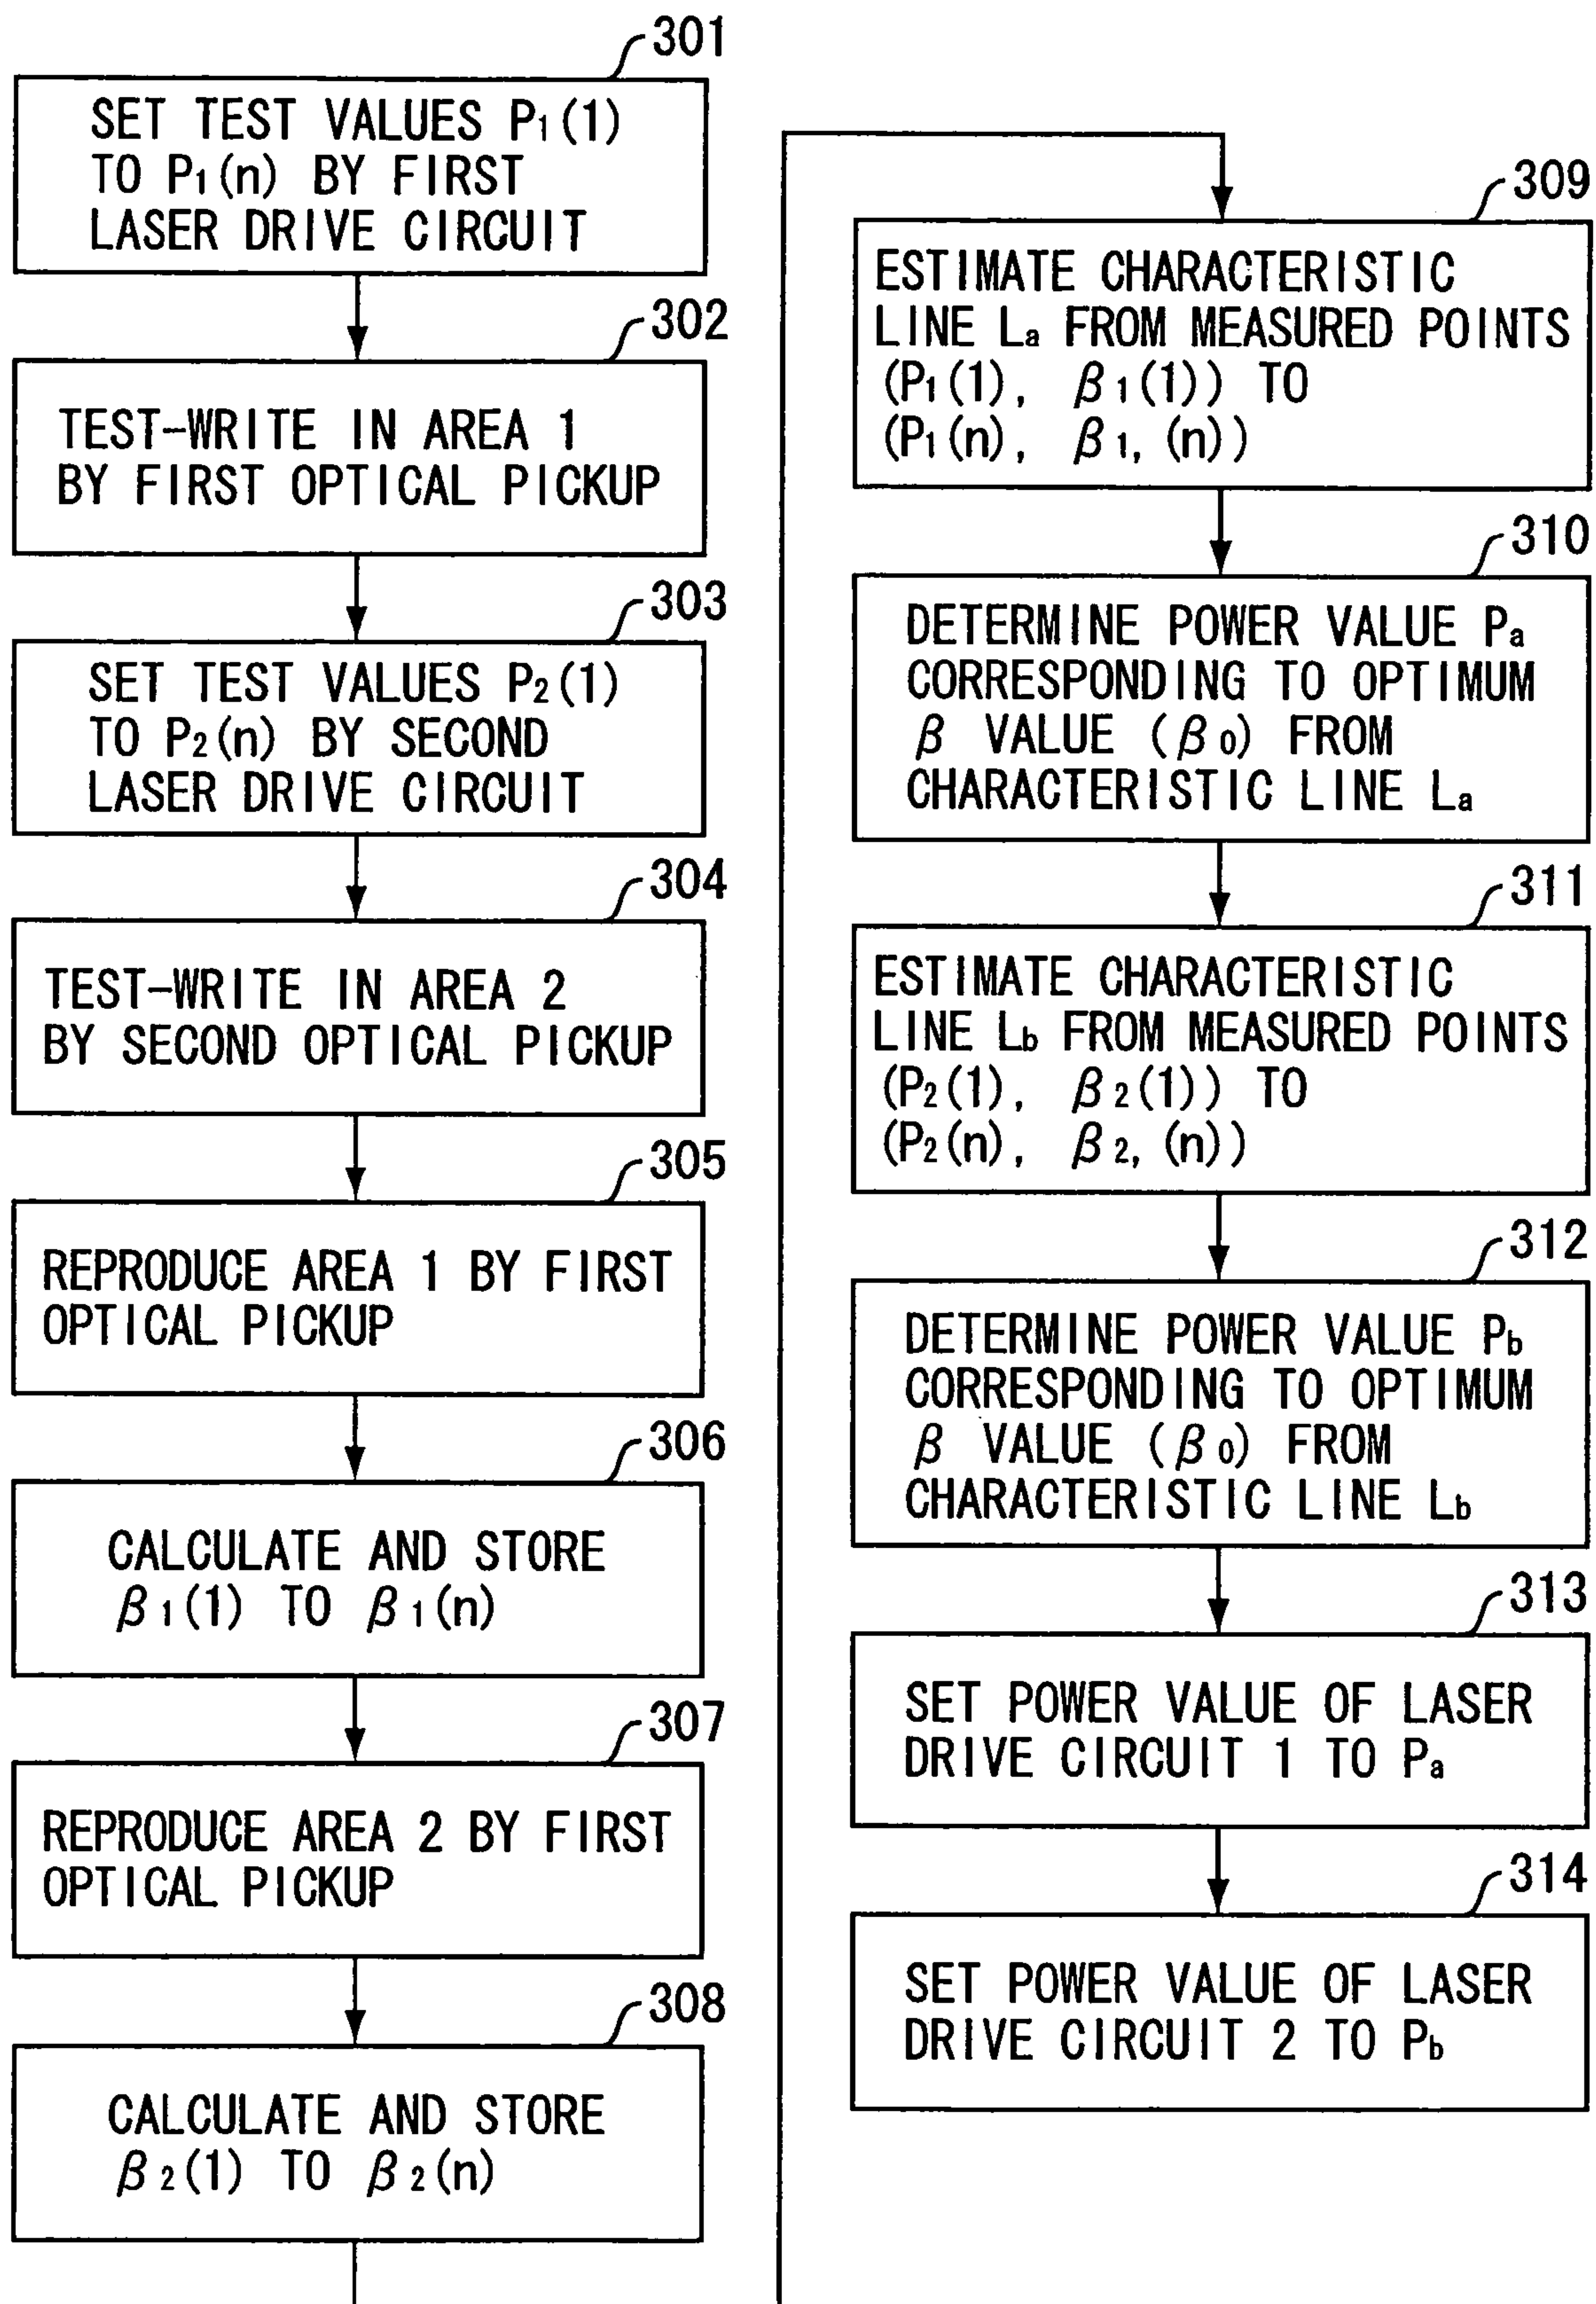 301
SET TEST VALUES P₁(1)
TO P₁(n) BY FIRST
LASER DRIVE CIRCUIT
302
TEST-WRITE IN AREA 1
BY FIRST OPTICAL PICKUP
303
SET TEST VALUES P₂(1)
TO P₂(n) BY SECOND
LASER DRIVE CIRCUIT
304
TEST-WRITE IN AREA 2
BY SECOND OPTICAL PICKUP
305
REPRODUCE AREA 1 BY FIRST
OPTICAL PICKUP
306
CALCULATE AND STORE
β₁(1) TO β₁(n)
307
REPRODUCE AREA 2 BY FIRST
OPTICAL PICKUP
308
CALCULATE AND STORE
β₂(1) TO β₂(n)
309
ESTIMATE CHARACTERISTIC
LINE Lₐ FROM MEASURED POINTS
(P₁(1), β₁(1)) TO
(P₁(n), β₁, (n))
310
DETERMINE POWER VALUE Pₐ
CORRESPONDING TO OPTIMUM
β VALUE (β₀) FROM
CHARACTERISTIC LINE Lₐ
311
ESTIMATE CHARACTERISTIC
LINE Lb FROM MEASURED POINTS
(P₂(1), β₂(1)) TO
(P₂(n), β₂, (n))
312
DETERMINE POWER VALUE Pb
CORRESPONDING TO OPTIMUM
β VALUE (β₀) FROM
CHARACTERISTIC LINE Lb
313
SET POWER VALUE OF LASER
DRIVE CIRCUIT 1 TO Pₐ
314
SET POWER VALUE OF LASER
DRIVE CIRCUIT 2 TO Pb